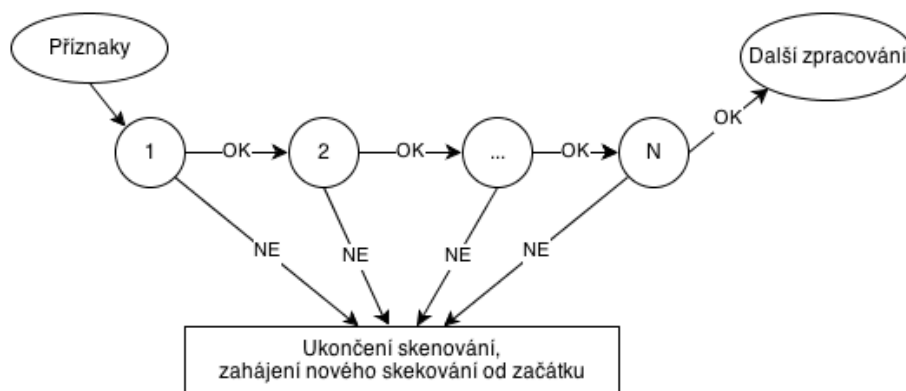 Příznaky
Další zpracování
OK
1
OK
2
OK
...
OK
N
NE
NE
NE
NE
Ukončení skenování,
zahájení nového skekování od začátku